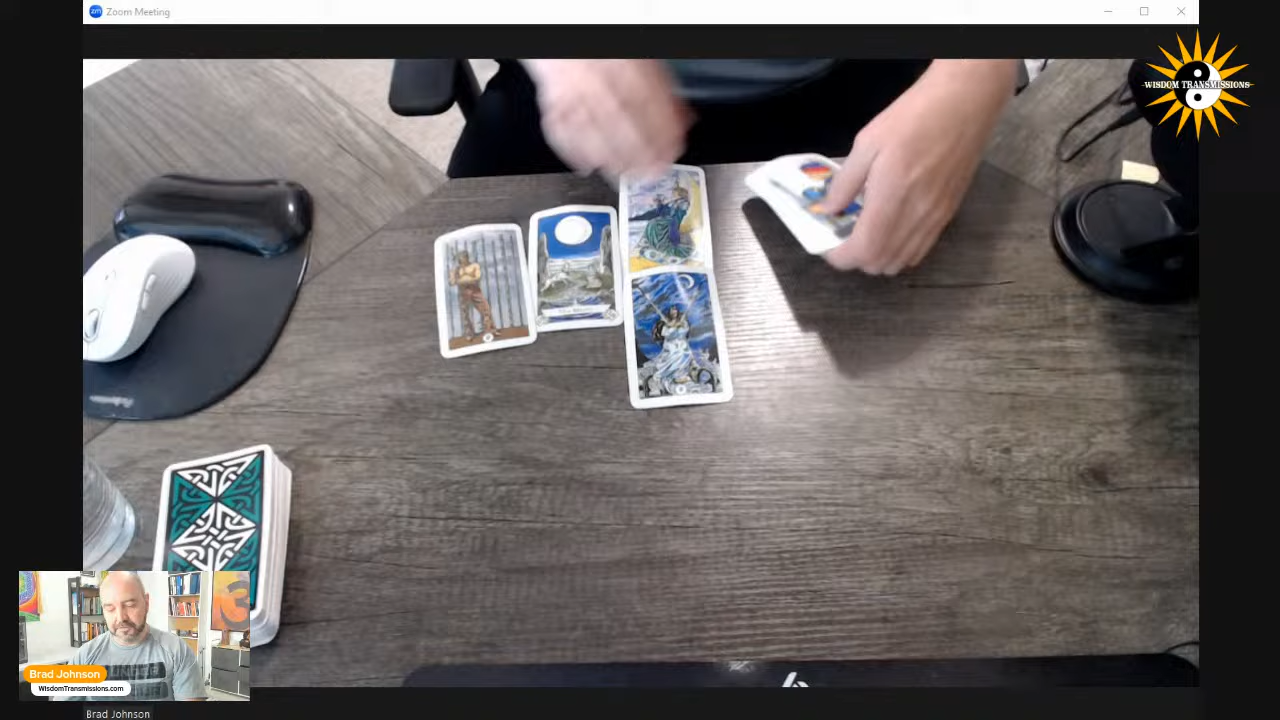 Zoom Meeting
WISDOM TRANSMISSIONS
Brad Johnson
WisdomTransmissions.com
Brad Johnson